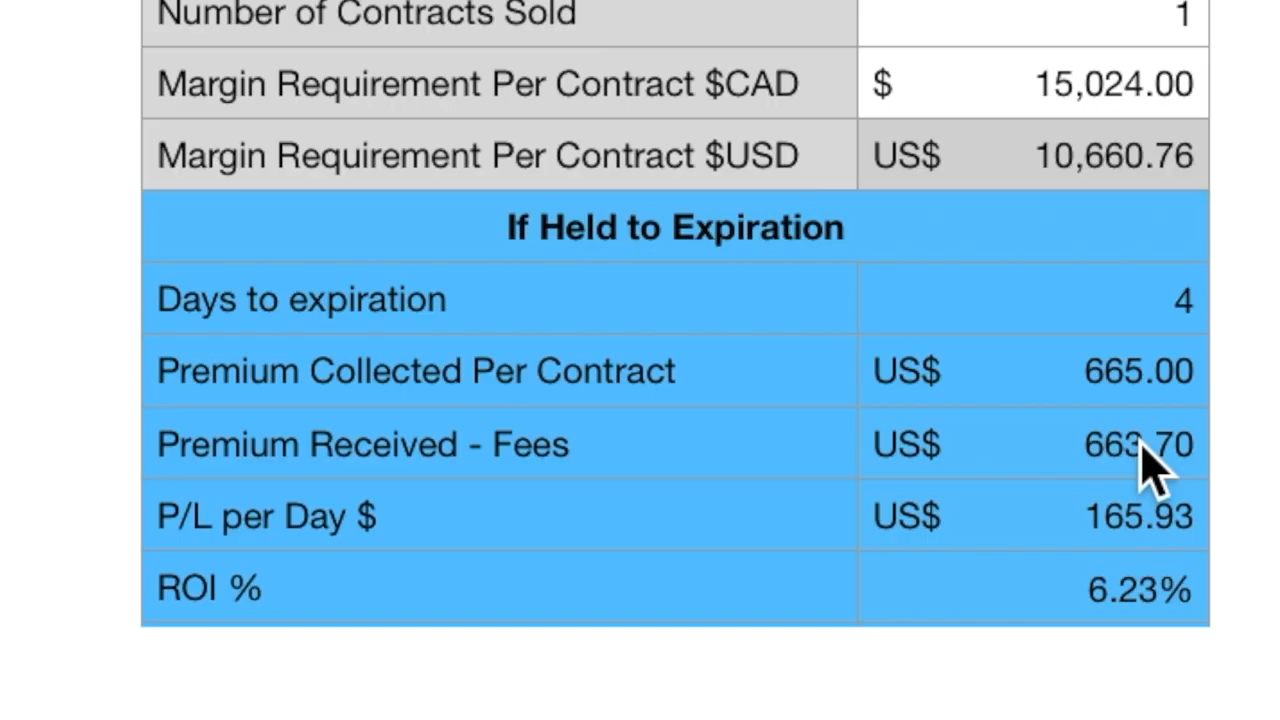 Number of Contracts Sold 1
Margin Requirement Per Contract $CAD $ 15,024.00
Margin Requirement Per Contract $USD US$ 10,660.76
If Held to Expiration
Days to expiration 4
Premium Collected Per Contract US$ 665.00
Premium Received - Fees US$ 663.70
P/L per Day $ US$ 165.93
ROI % 6.23%